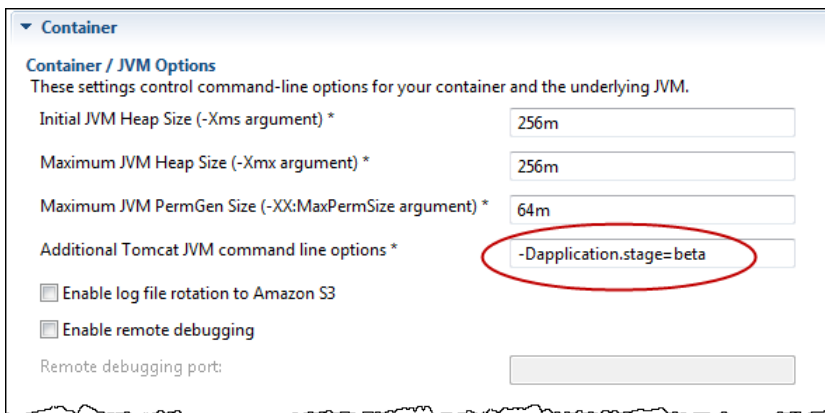 Container
Container / JVM Options
These settings control command-line options for your container and the underlying JVM.
Initial JVM Heap Size (-Xms argument) * 256m
Maximum JVM Heap Size (-Xmx argument) * 256m
Maximum JVM PermGen Size (-XX:MaxPermSize argument) * 64m
Additional Tomcat JVM command line options * -Dapplication.stage=beta
Enable log file rotation to Amazon S3
Enable remote debugging
Remote debugging port: